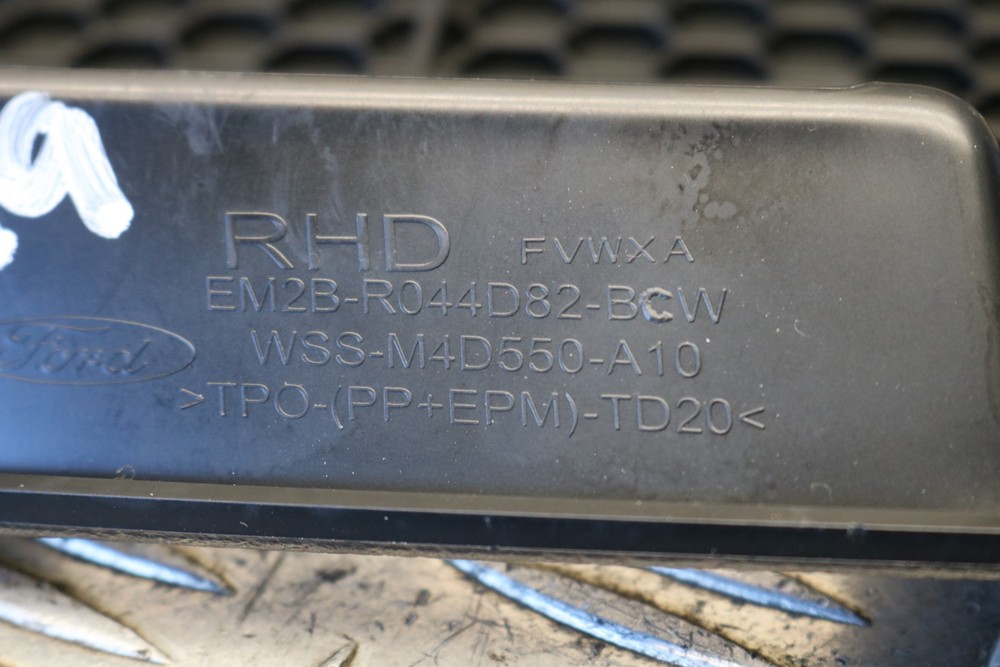 RHD FVWXA
EM2B-R044D82-BCW
Ford
WSS-M4D550-A10
>TPO-(PP+EPM)-TD20<